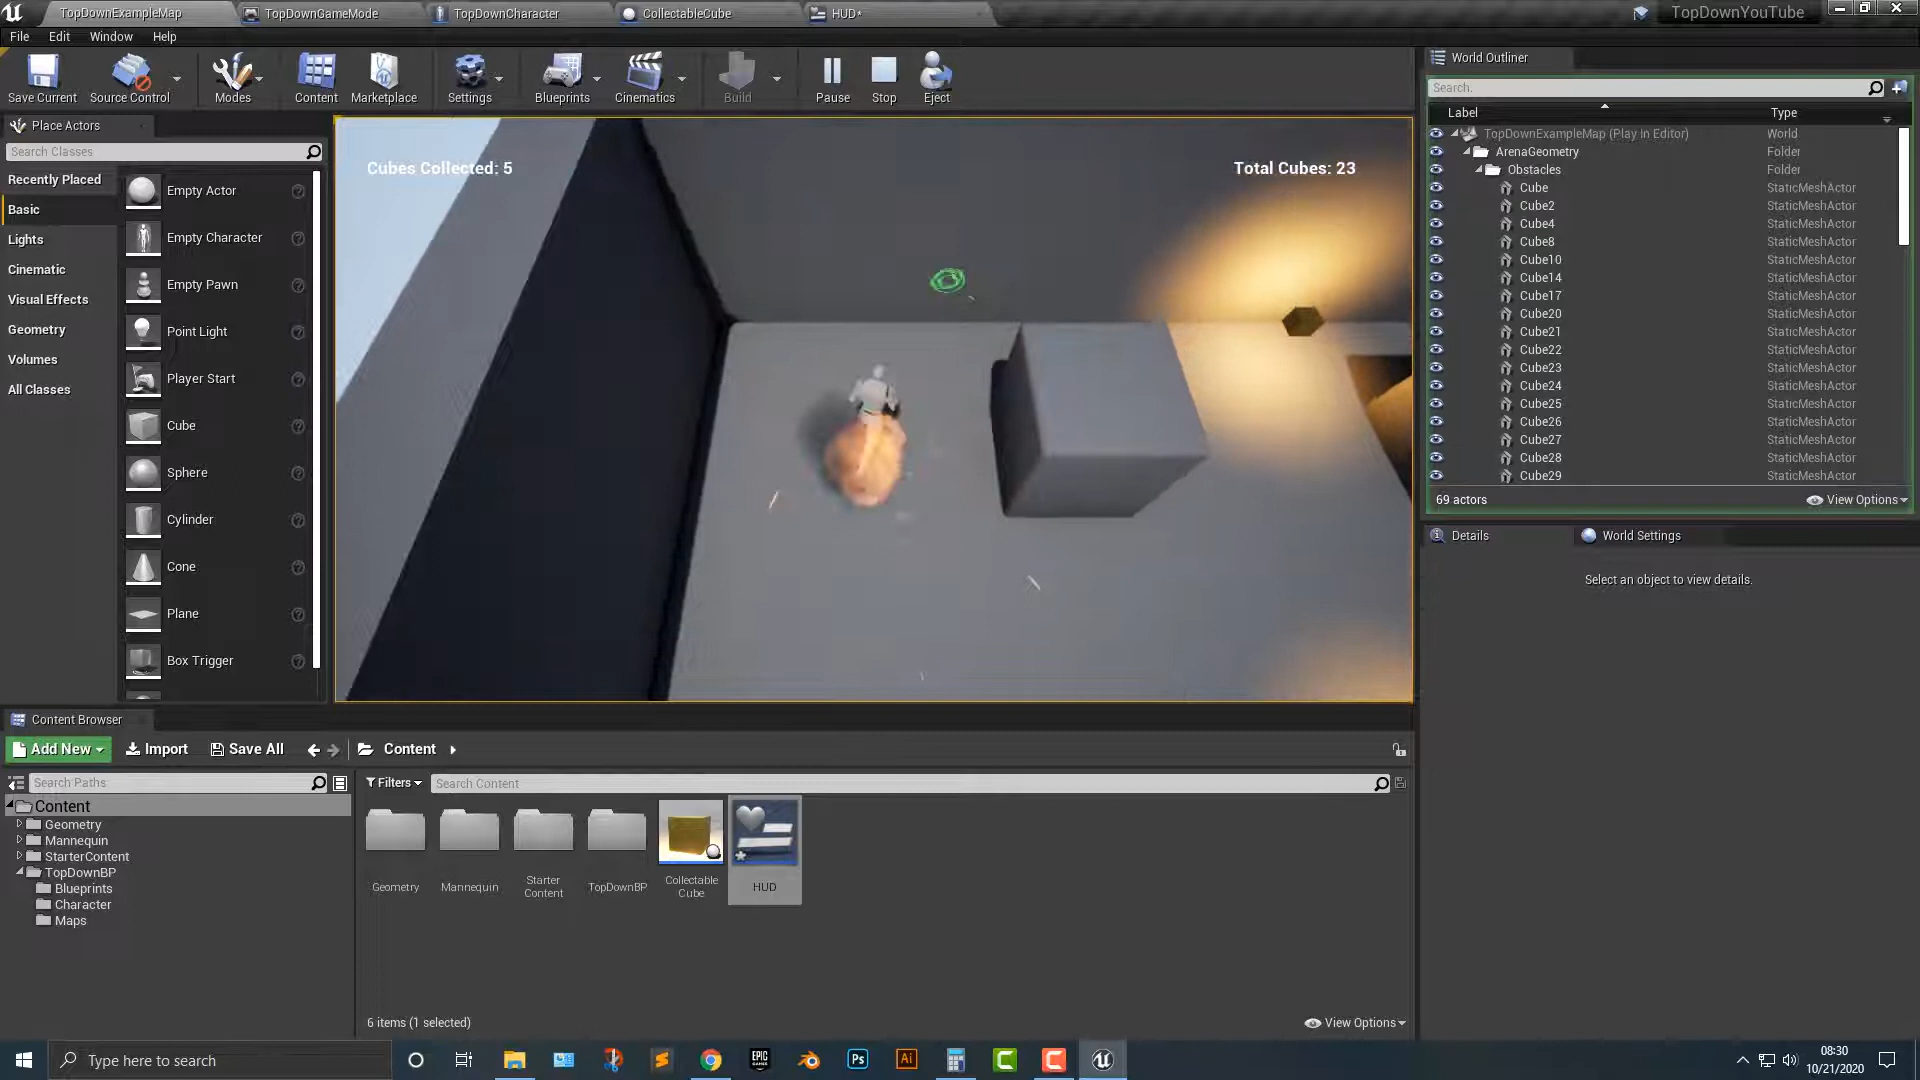 TopDownExampleMap
TopDownGameMode
TopDownCharacter
CollectableCube
HUD*
TopDownYouTube
File
Edit
Window
Help
Save Current
Source Control
Modes
Content
Marketplace
Settings
Blueprints
Cinematics
Build
Pause
Stop
Eject
Place Actors
Search Classes
Recently Placed
Basic
Lights
Cinematic
Visual Effects
Geometry
Volumes
All Classes
Empty Actor
Empty Character
Empty Pawn
Point Light
Player Start
Cube
Sphere
Cylinder
Cone
Plane
Box Trigger
Cubes Collected: 5
Total Cubes: 23
World Outliner
Search.
Label
Type
TopDownExampleMap (Play in Editor)
World
ArenaGeometry
Folder
Obstacles
Folder
Cube
StaticMeshActor
Cube2
StaticMeshActor
Cube4
StaticMeshActor
Cube8
StaticMeshActor
Cube10
StaticMeshActor
Cube14
StaticMeshActor
Cube17
StaticMeshActor
Cube20
StaticMeshActor
Cube21
StaticMeshActor
Cube22
StaticMeshActor
Cube23
StaticMeshActor
Cube24
StaticMeshActor
Cube25
StaticMeshActor
Cube26
StaticMeshActor
Cube27
StaticMeshActor
Cube28
StaticMeshActor
Cube29
StaticMeshActor
69 actors
View Options
Details
World Settings
Select an object to view details.
Content Browser
Add New
Import
Save All
Content
Search Paths
Filters
Search Content
Content
Geometry
Mannequin
StarterContent
TopDownBP
Blueprints
Character
Maps
Geometry
Mannequin
Starter
Content
TopDownBP
Collectable
Cube
HUD
6 items (1 selected)
View Options
Type here to search
EPIC
GAMES
Ps
Ai
08:30
10/21/2020